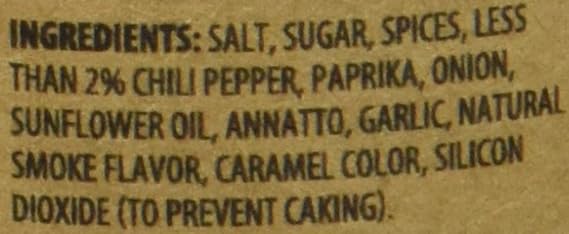 INGREDIENTS: SALT, SUGAR, SPICES, LESS
THAN 2% CHILI PEPPER, PAPRIKA, ONION,
SUNFLOWER OIL, ANNATTO, GARLIC, NATURAL
SMOKE FLAVOR, CARAMEL COLOR, SILICON
DIOXIDE (TO PREVENT CAKING).